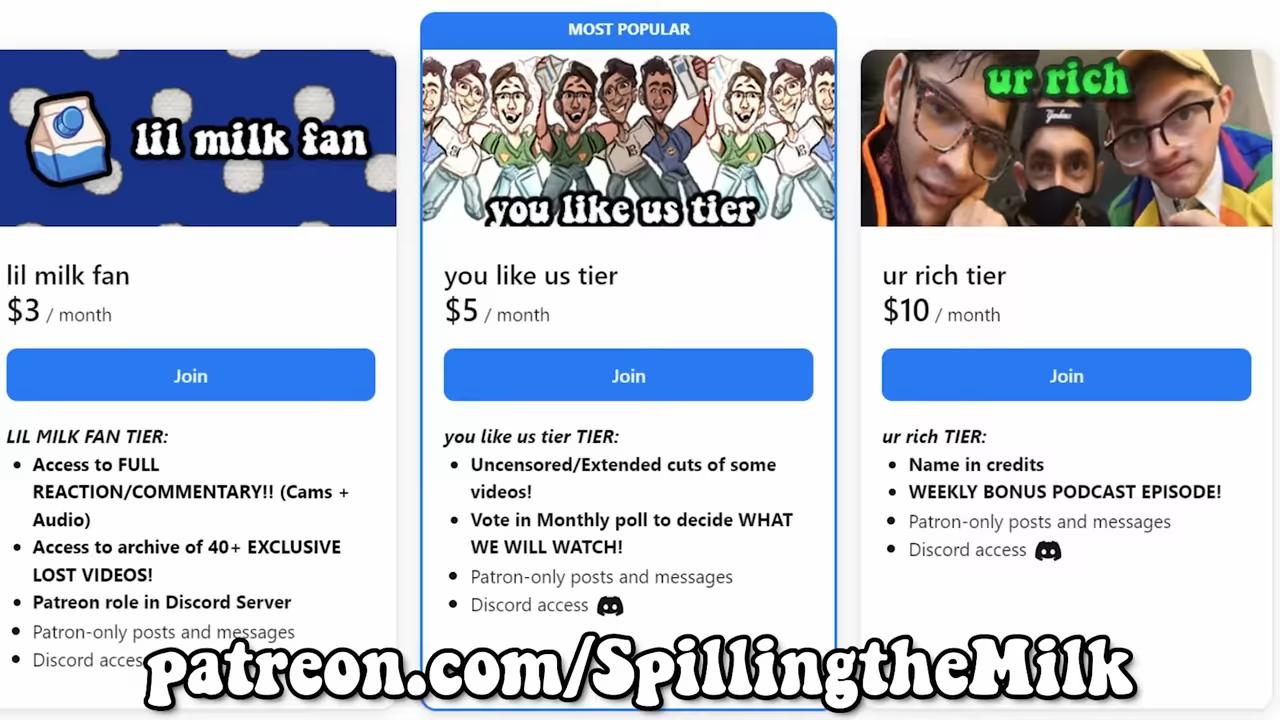 MOST POPULAR
lil milk fan
you like us tier
ur rich
Yankees
lil milk fan
$3 / month
Join
LIL MILK FAN TIER:
• Access to FULL
REACTION/COMMENTARY!! (Cams +
Audio)
• Access to archive of 40+ EXCLUSIVE
LOST VIDEOS!
• Patreon role in Discord Server
• Patron-only posts and messages
• Discord acces
you like us tier
$5 / month
Join
you like us tier TIER:
• Uncensored/Extended cuts of some
videos!
• Vote in Monthly poll to decide WHAT
WE WILL WATCH!
• Patron-only posts and messages
• Discord access
ur rich tier
$10 / month
Join
ur rich TIER:
• Name in credits
• WEEKLY BONUS PODCAST EPISODE!
• Patron-only posts and messages
• Discord access
patreon.com/SpillingtheMilk